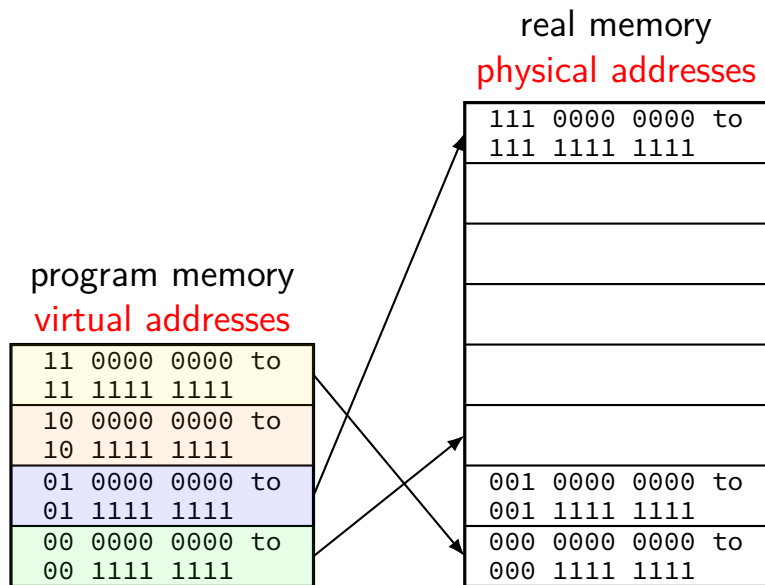 real memory
physical addresses
111 0000 0000 to
111 1111 1111
program memory
virtual addresses
11 0000 0000 to
11 1111 1111
10 0000 0000 to
10 1111 1111
01 0000 0000 to
01 1111 1111
00 0000 0000 to
00 1111 1111
001 0000 0000 to
001 1111 1111
000 0000 0000 to
000 1111 1111